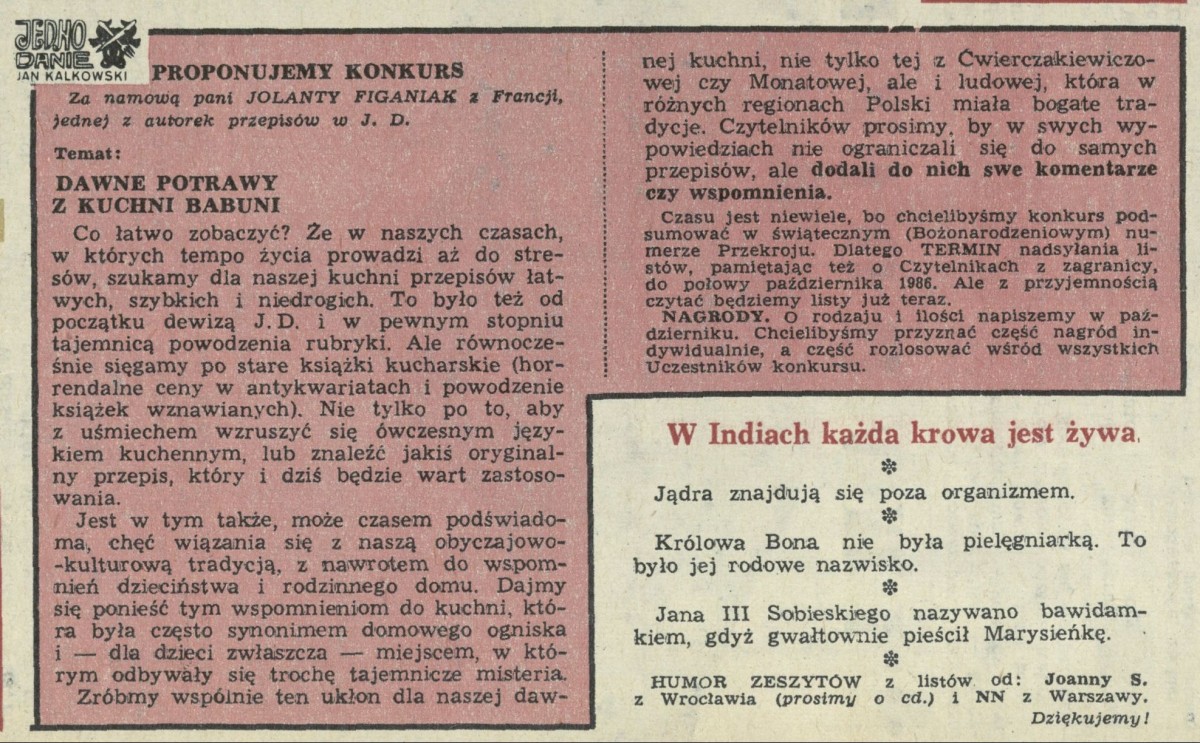 JEDNO
DANIE
JAN KALKOWSKI
PROPONUJEMY KONKURS
Za namową pani JOLANTY FIGANIAK z Francji,
jednej z autorek przepisów w J. D.
Temat:
DAWNE POTRAWY
Z KUCHNI BABUNI
Co łatwo zobaczyć? Że w naszych czasach,
w których tempo życia prowadzi aż do stre-
sów, szukamy dla naszej kuchni przepisów łat-
wych, szybkich i niedrogich. To było też od
początku dewizą J. D. i w pewnym stopniu
tajemnicą powodzenia rubryki. Ale równocze-
śnie sięgamy po stare książki kucharskie (hor-
rendalne ceny w antykwariatach i powodzenie
książek wznawianych). Nie tylko po to, aby
z uśmiechem wzruszyć się ówczesnym języ-
kiem kuchennym, lub znaleźć jakiś oryginal-
ny przepis, który i dziś będzie wart zastoso-
wania.
Jest w tym także, może czasem podświado-
ma, chęć wiązania się z naszą obyczajowo-
-kulturową tradycją, z nawrotem do wspom-
nień dzieciństwa i rodzinnego domu. Dajmy
się ponieść tym wspomnieniom do kuchni, któ-
ra była często synonimem domowego ogniska
i — dla dzieci zwłaszcza — miejscem, w któ-
rym odbywały się trochę tajemnicze misteria.
Zróbmy wspólnie ten ukłon dla naszej daw-
nej kuchni, nie tylko tej z Ćwierczakiewiczo-
wej czy Monatowej, ale i ludowej, która w
różnych regionach Polski miała bogate tra-
dycje. Czytelników prosimy, by w swych wy-
powiedziach nie ograniczali się do samych
przepisów, ale dodali do nich swe komentarze
czy wspomnienia.
Czasu jest niewiele, bo chcielibyśmy konkurs pod-
sumować w świątecznym (Bożonarodzeniowym) nu-
merze Przekroju. Dlatego TERMIN nadsyłania li-
stów, pamiętając też o Czytelnikach z zagranicy,
do połowy października 1986. Ale z przyjemnością
czytać będziemy listy już teraz.
NAGRODY. O rodzaju i ilości napiszemy w paź-
dzierniku. Chcielibyśmy przyznać część nagród in-
dywidualnie, a część rozlosować wśród wszystkich
Uczestników konkursu.
W Indiach każda krowa jest żywa.
Jądra znajdują się poza organizmem.
Królowa Bona nie była pielęgniarką. To
było jej rodowe nazwisko.
Jana III Sobieskiego nazywano bawidam-
kiem, gdyż gwałtownie pieścił Marysieńkę.
HUMOR ZESZYTÓW z listów od: Joanny S.
z Wrocławia (prosimy o cd.) i NN z Warszawy.
Dziękujemy!